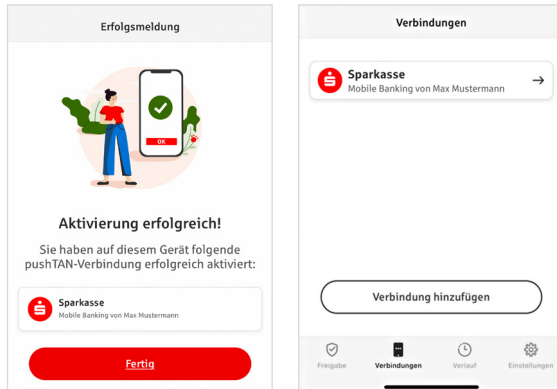 Erfolgsmeldung
OK
Aktivierung erfolgreich!
Sie haben auf diesem Gerät folgende
pushTAN-Verbindung erfolgreich aktiviert:
Sparkasse
Mobile Banking von Max Mustermann
Fertig
Verbindungen
Sparkasse
Mobile Banking von Max Mustermann
Verbindung hinzufügen
Freigabe
Verbindungen
Verlauf
Einstellungen